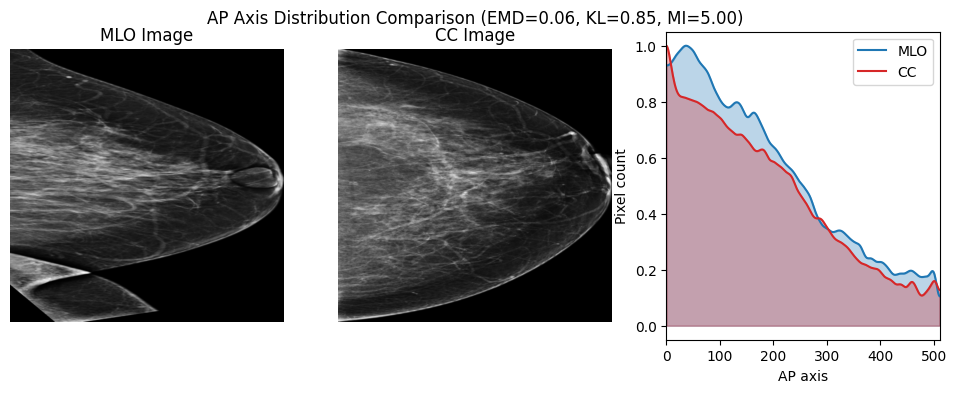 AP Axis Distribution Comparison (EMD=0.06, KL=0.85, MI=5.00)
MLO Image
CC Image
MLO
CC
Pixel count
1.0
0.8
0.6
0.4
0.2
0.0
0 100 200 300 400 500
AP axis